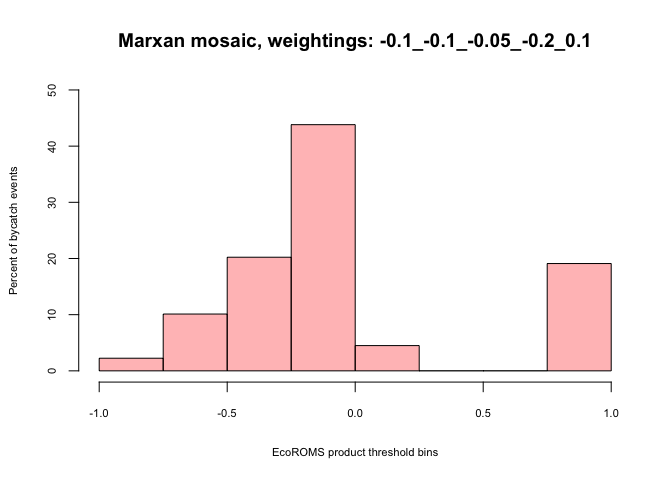 Marxan mosaic, weightings: -0.1_-0.1_-0.05_-0.2_0.1
50
40
30
20
10
0
Percent of bycatch events
-1.0 -0.5 0.0 0.5 1.0
EcoROMS product threshold bins